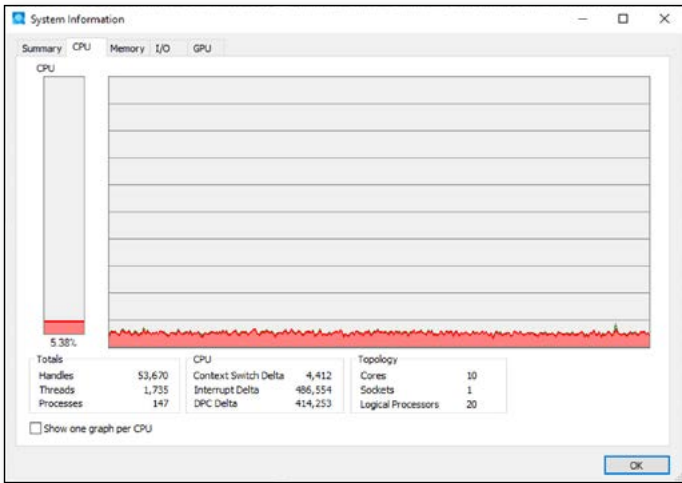 System Information
Summary CPU Memory I/O GPU
CPU
5.38%
Totals
Handles 53,670
Threads 1,735
Processes 147
CPU
Context Switch Delta 4,412
Interrupt Delta 486,554
DPC Delta 414,253
Topology
Cores 10
Sockets 1
Logical Processors 20
Show one graph per CPU
OK